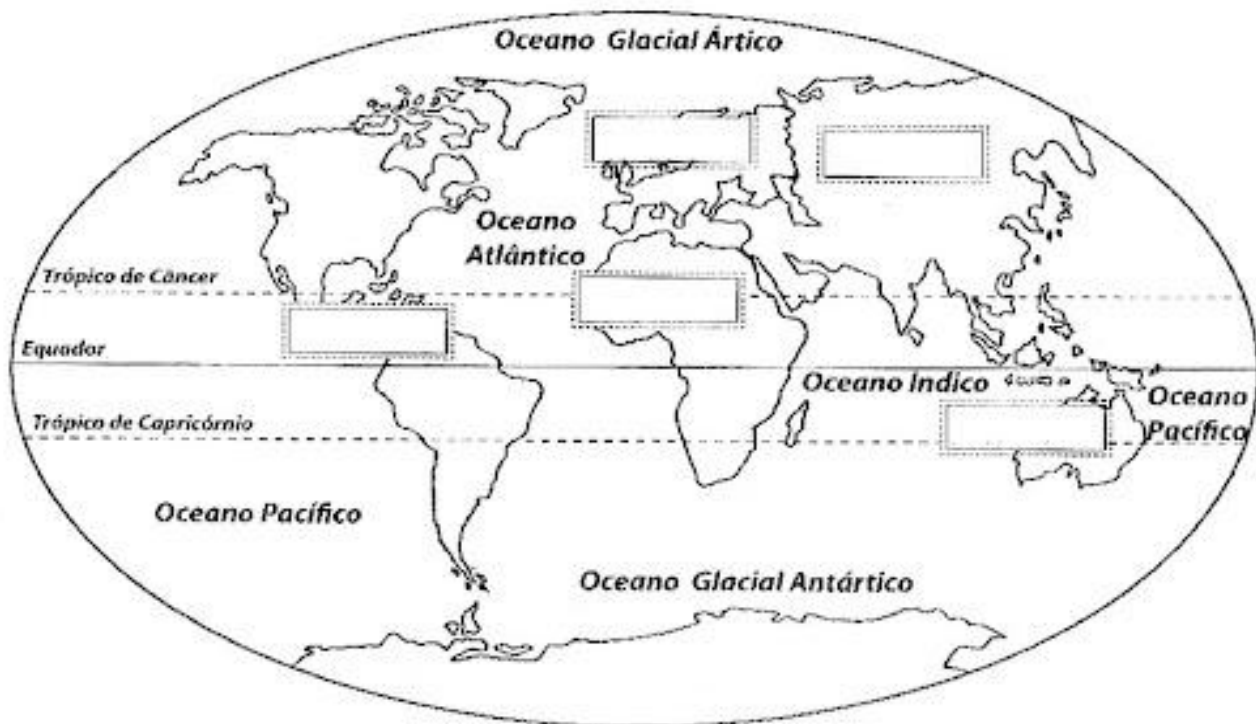 Oceano Glacial Ártico
Oceano
Atlântico
Trópico de Câncer
Equador
Oceano Indico
Oceano
Pacífico
Trópico de Capricórnio
Oceano Pacífico
Oceano Glacial Antártico